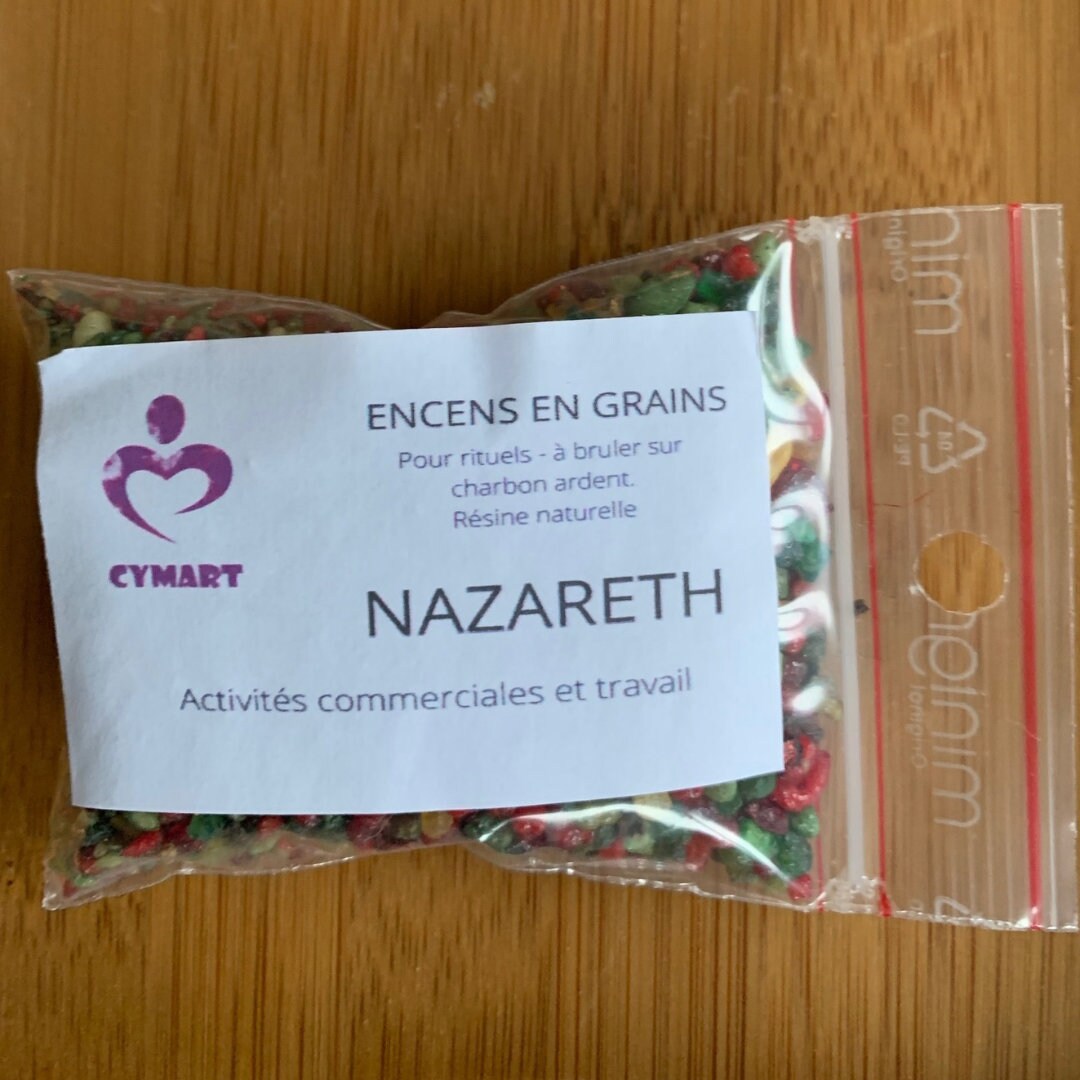 ENCENS EN GRAINS
Pour rituels - à bruler sur
charbon ardent.
Résine naturelle
CYMART
NAZARETH
Activités commerciales et travail